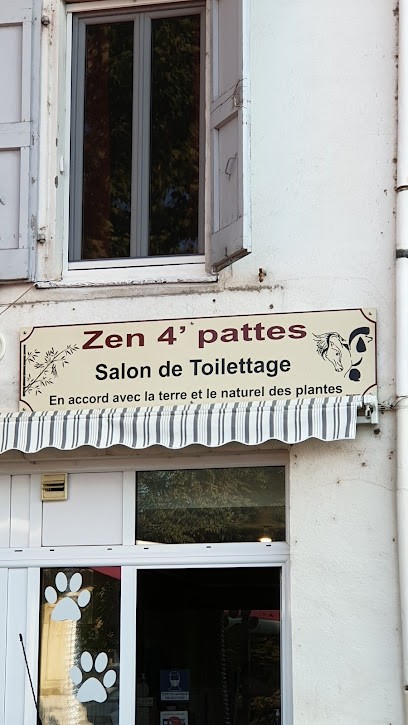 Zen 4' pattes
Salon de Toilettage
En accord avec la terre et le naturel des plantes